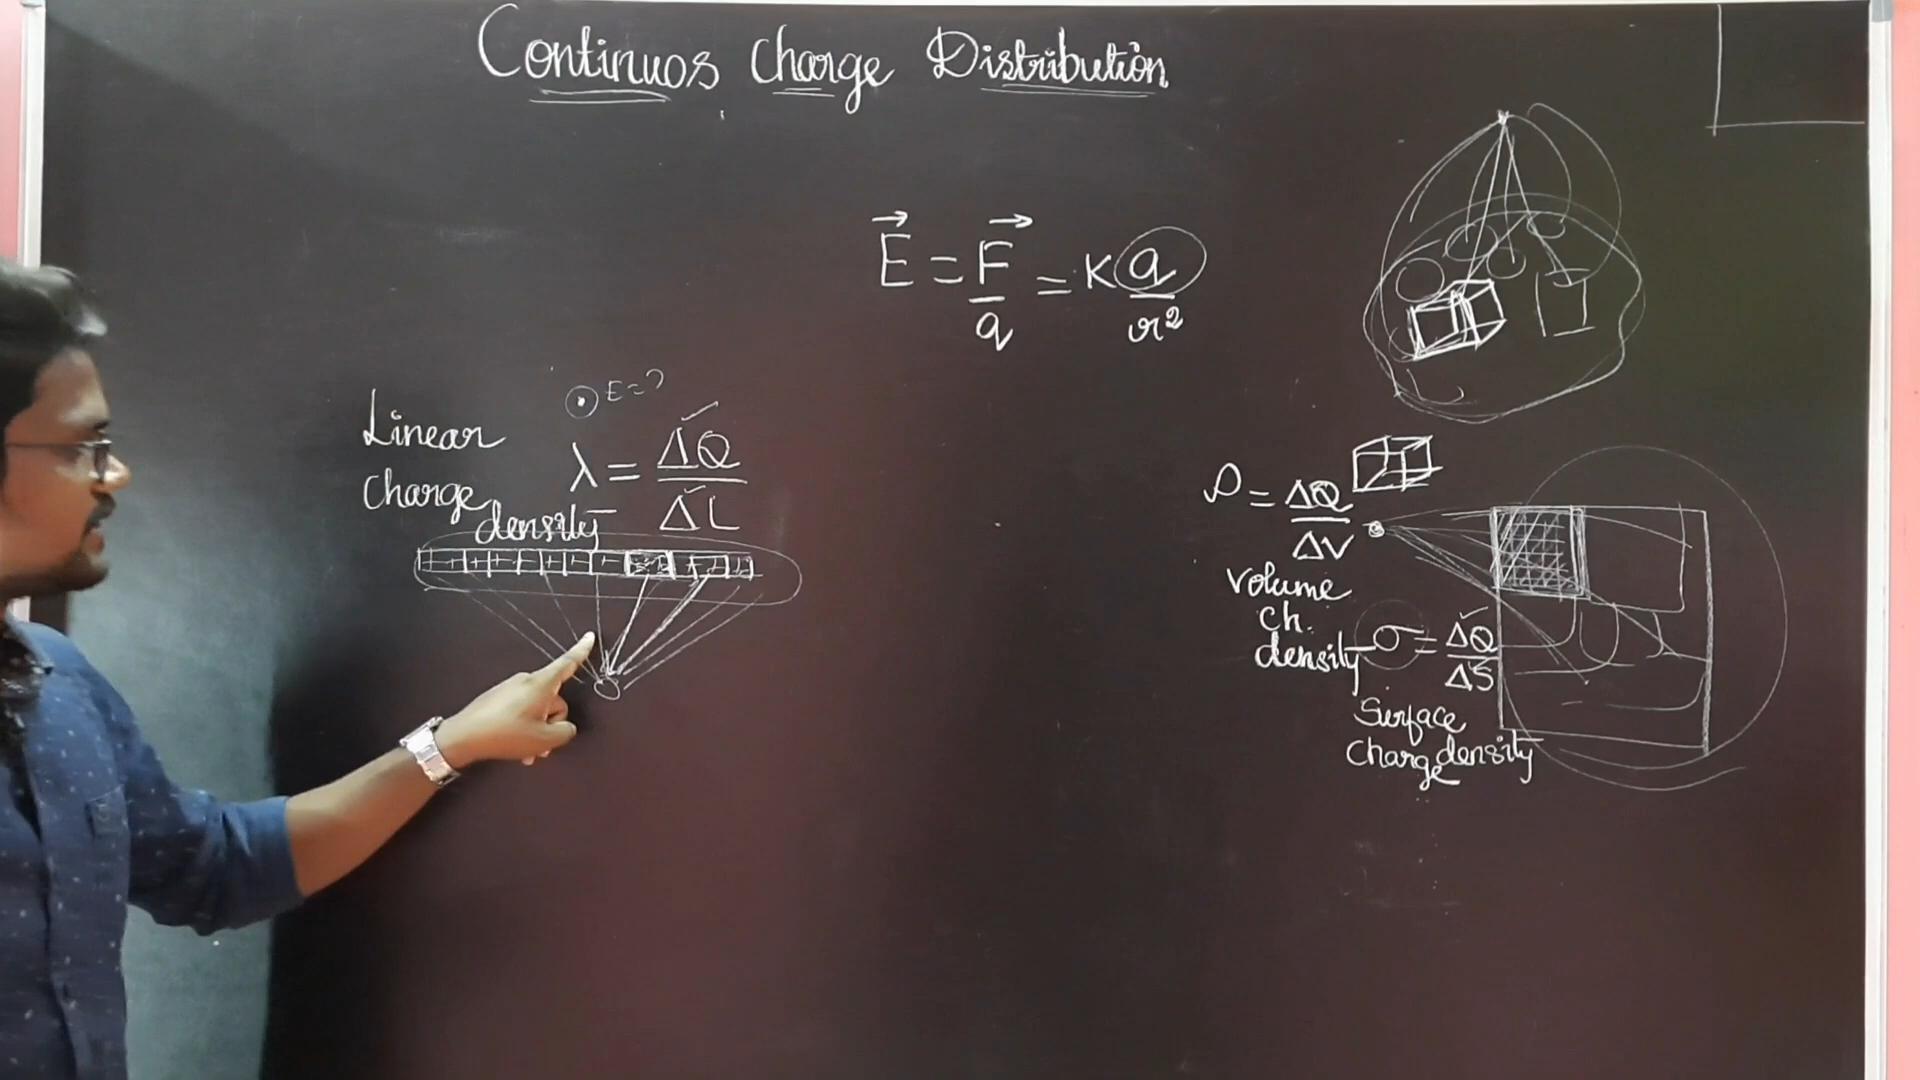 Continuos Charge Distribution
E = F/q = K q/r²
E = ?
Linear
Charge
density
λ = ΔQ/ΔL
ρ = ΔQ/ΔV
Volume
ch.
density
σ = ΔQ/ΔS
Surface
Charge density